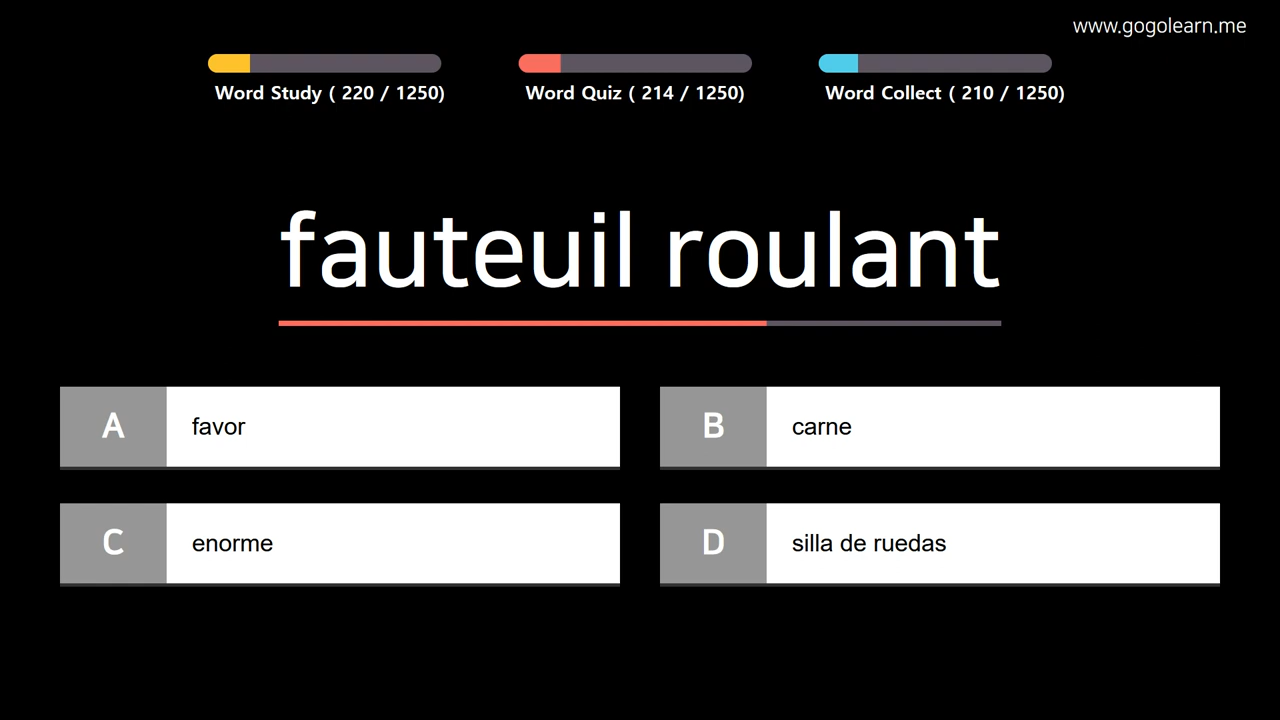 www.gogolearn.me
Word Study ( 220 / 1250)
Word Quiz ( 214 / 1250)
Word Collect ( 210 / 1250)
fauteuil roulant
A favor
B carne
C enorme
D silla de ruedas